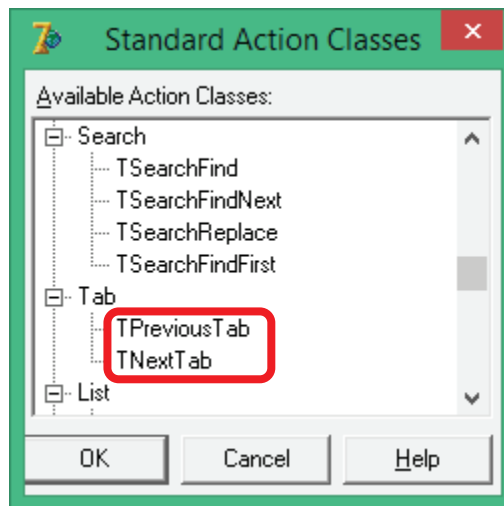 Standard Action Classes
Available Action Classes:
Search
TSearchFind
TSearchFindNext
TSearchReplace
TSearchFindFirst
Tab
TPreviousTab
TNextTab
List
OK Cancel Help